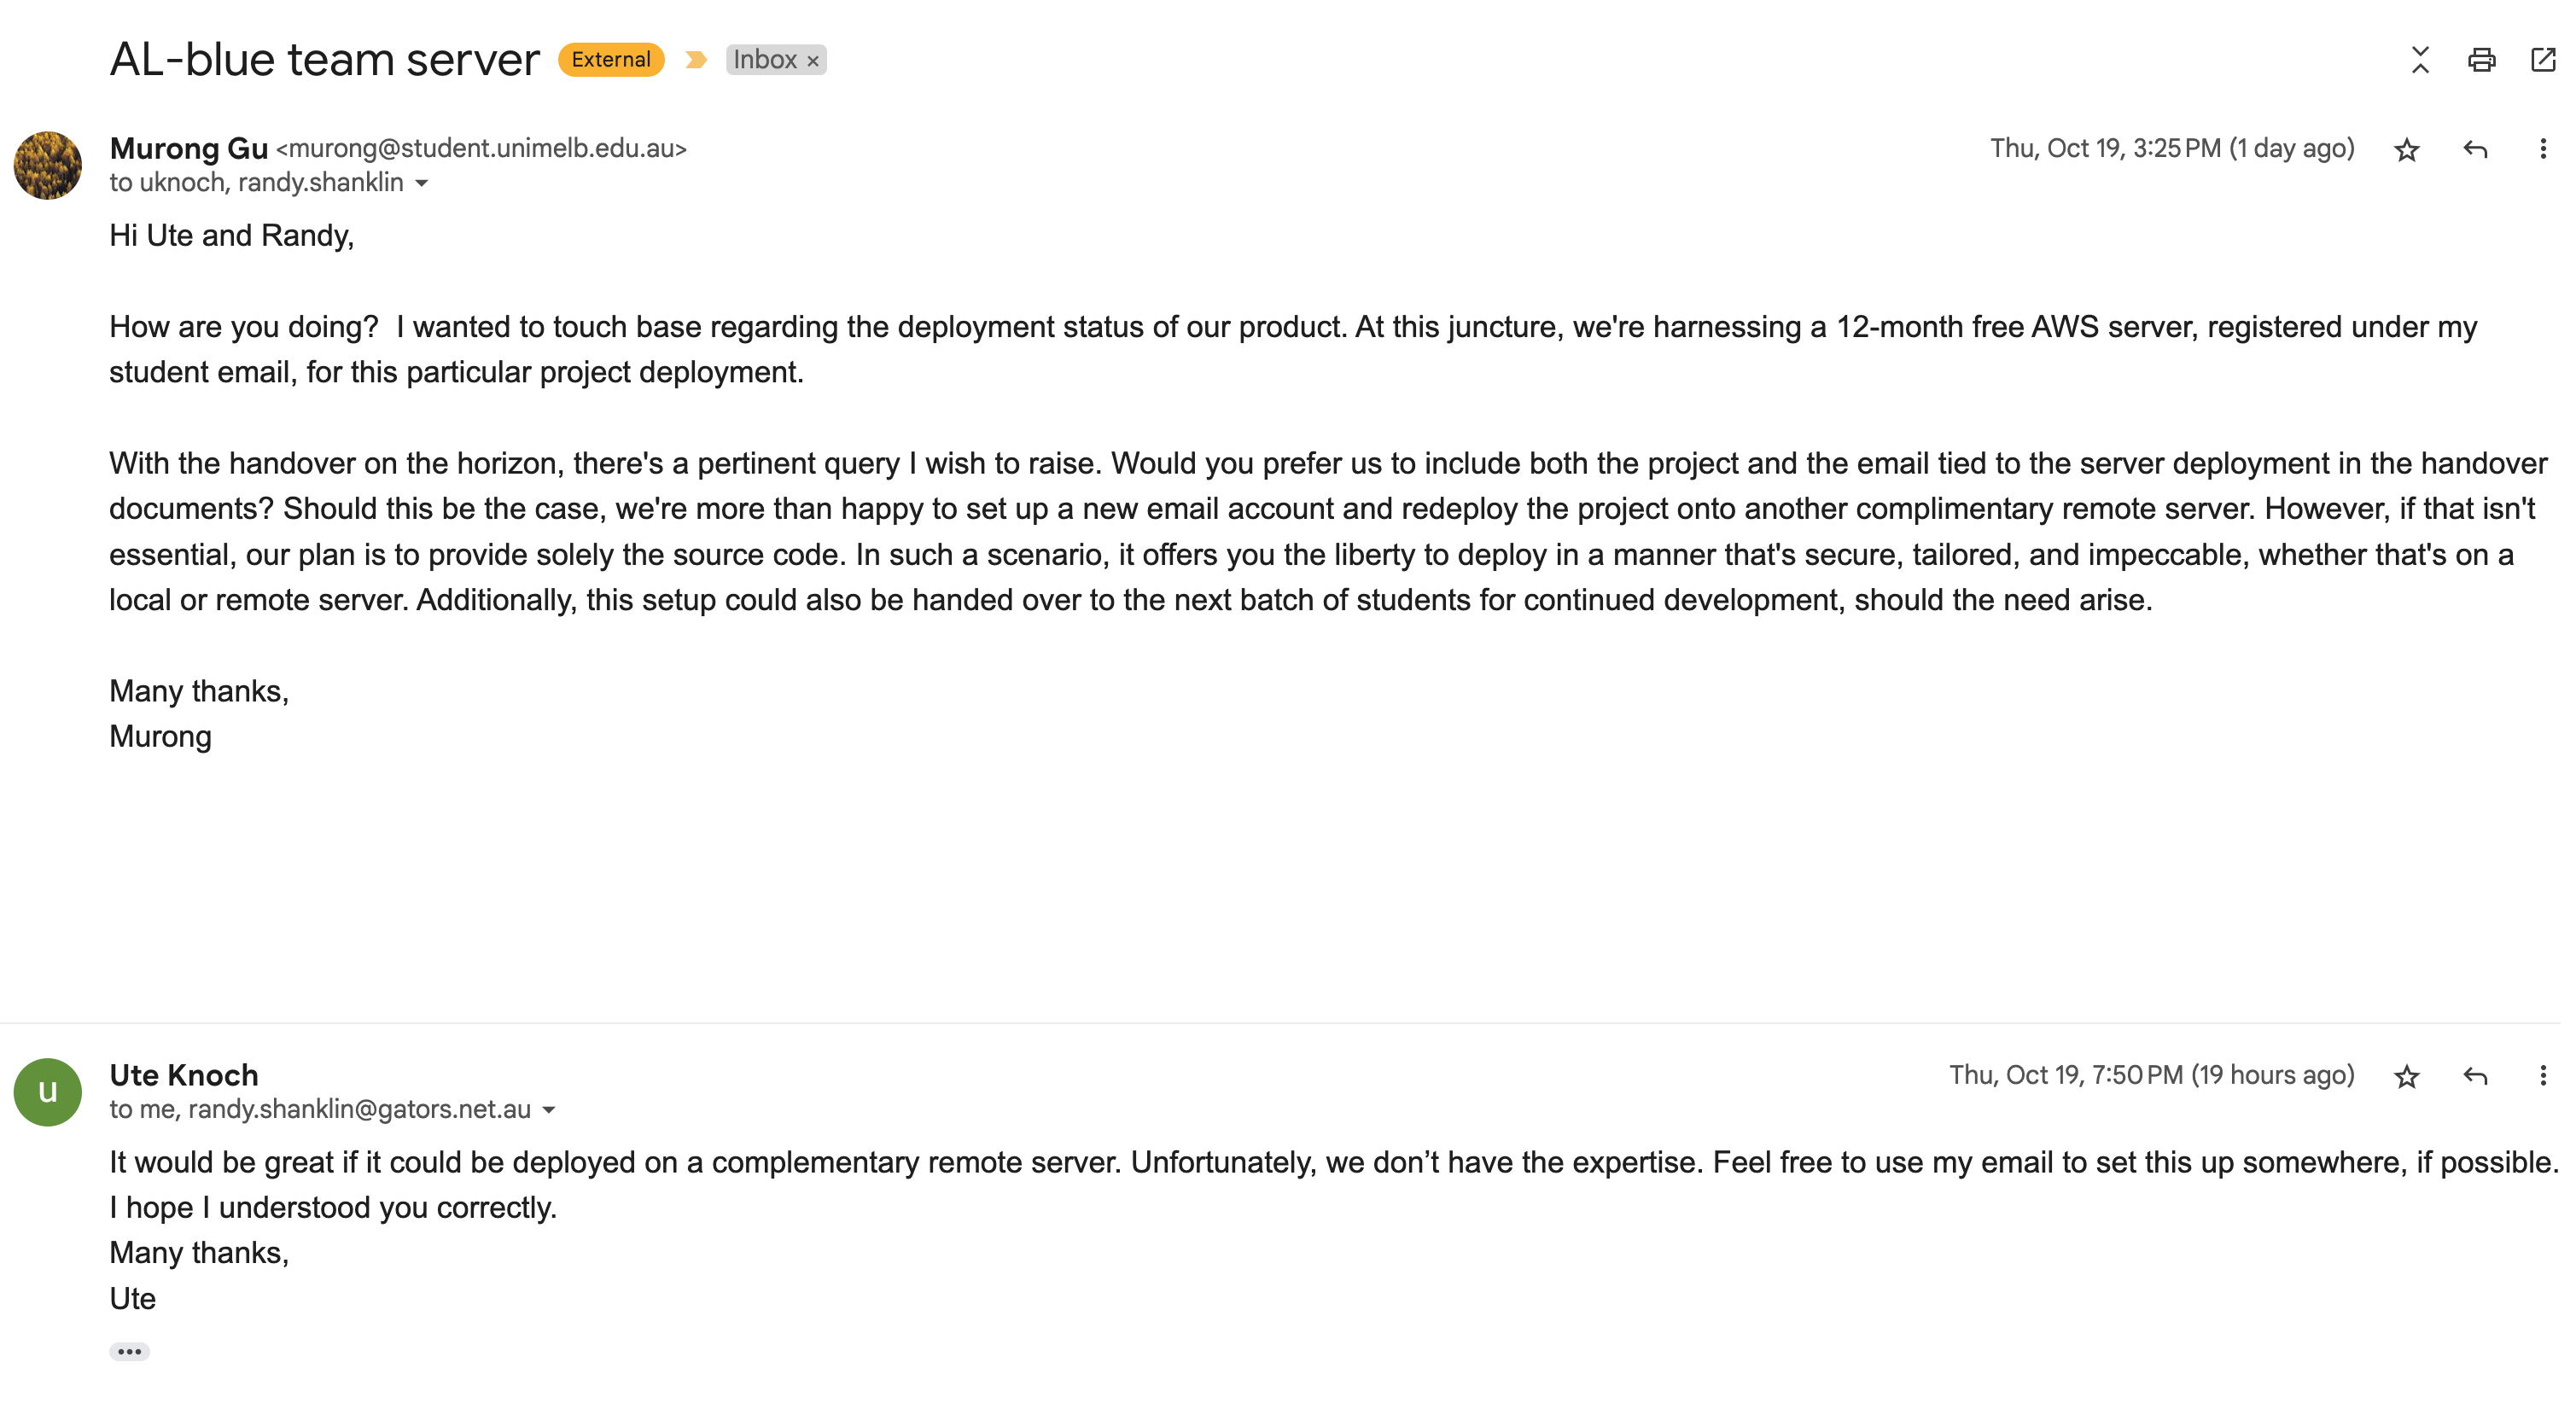 AL-blue team server External Inbox ×
Murong Gu <murong@student.unimelb.edu.au> Thu, Oct 19, 3:25 PM (1 day ago)
to uknoch, randy.shanklin
Hi Ute and Randy,
How are you doing?  I wanted to touch base regarding the deployment status of our product. At this juncture, we're harnessing a 12-month free AWS server, registered under my
student email, for this particular project deployment.
With the handover on the horizon, there's a pertinent query I wish to raise. Would you prefer us to include both the project and the email tied to the server deployment in the handover
documents? Should this be the case, we're more than happy to set up a new email account and redeploy the project onto another complimentary remote server. However, if that isn't
essential, our plan is to provide solely the source code. In such a scenario, it offers you the liberty to deploy in a manner that's secure, tailored, and impeccable, whether that's on a
local or remote server. Additionally, this setup could also be handed over to the next batch of students for continued development, should the need arise.
Many thanks,
Murong
u
Ute Knoch Thu, Oct 19, 7:50 PM (19 hours ago)
to me, randy.shanklin@gators.net.au
It would be great if it could be deployed on a complementary remote server. Unfortunately, we don’t have the expertise. Feel free to use my email to set this up somewhere, if possible.
I hope I understood you correctly.
Many thanks,
Ute